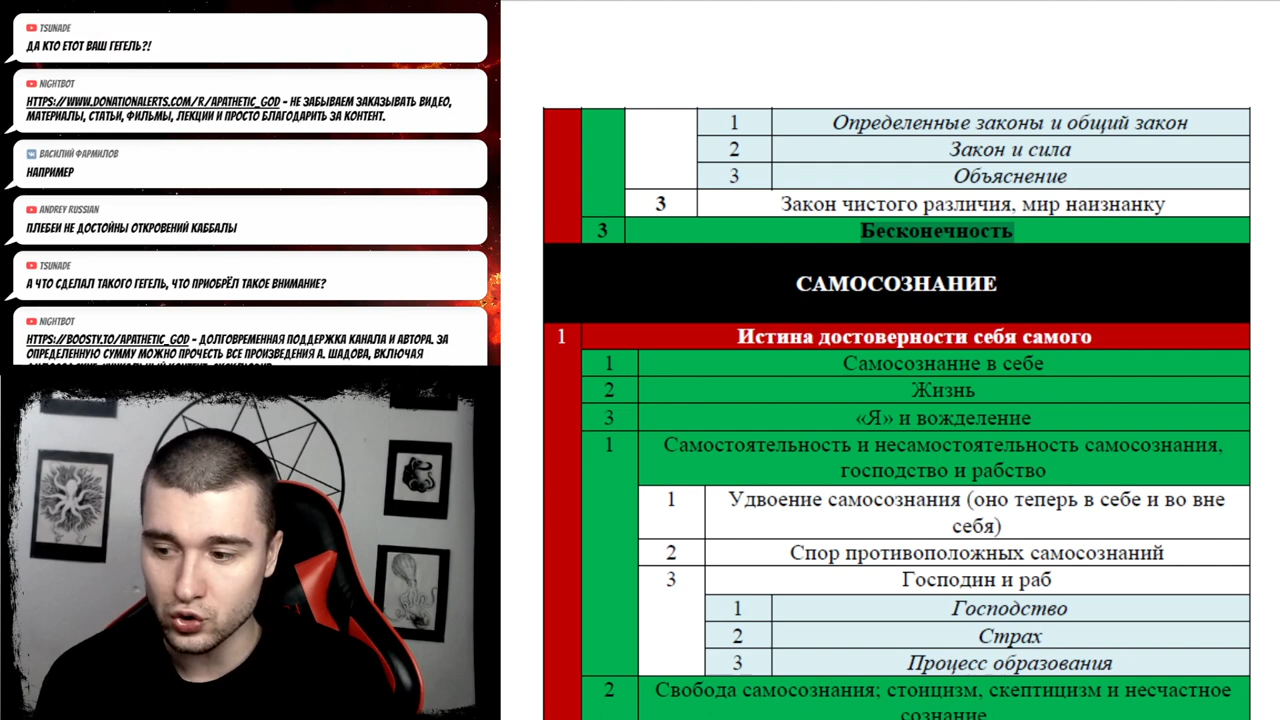 TSUNADE
ДА КТО ЕТОТ ВАШ ГЕГЕЛЬ?!
NIGHTBOT
HTTPS://WWW.DONATIONALERTS.COM/R/APATHETIC_GOD - НЕ ЗАБЫВАЕМ ЗАКАЗЫВАТЬ ВИДЕО,
МАТЕРИАЛЫ, СТАТЬИ, ФИЛЬМЫ, ЛЕКЦИИ И ПРОСТО БЛАГОДАРИТЬ ЗА КОНТЕНТ.
ВАСИЛИЙ ФАРМИЛОВ
НАПРИМЕР
ANDREY RUSSIAN
ПЛЕБЕИ НЕ ДОСТОЙНЫ ОТКРОВЕНИЙ КАББАЛЫ
TSUNADE
А ЧТО СДЕЛАЛ ТАКОГО ГЕГЕЛЬ, ЧТО ПРИОБРЁЛ ТАКОЕ ВНИМАНИЕ?
NIGHTBOT
HTTPS://BOOSTY.TO/APATHETIC_GOD - ДОЛГОВРЕМЕННАЯ ПОДДЕРЖКА КАНАЛА И АВТОРА. ЗА
ОПРЕДЕЛЕННУЮ СУММУ МОЖНО ПРОЧЕСТЬ ВСЕ ПРОИЗВЕДЕНИЯ А. ШАДОВА, ВКЛЮЧАЯ
1 Определенные законы и общий закон
2 Закон и сила
3 Объяснение
3 Закон чистого различия, мир наизнанку
3 Бесконечность
САМОСОЗНАНИЕ
1 Истина достоверности себя самого
1 Самосознание в себе
2 Жизнь
3 «Я» и вожделение
1 Самостоятельность и несамостоятельность самосознания,
господство и рабство
1 Удвоение самосознания (оно теперь в себе и во вне
себя)
2 Спор противоположных самосознаний
3 Господин и раб
1 Господство
2 Страх
3 Процесс образования
2 Свобода самосознания; стоицизм, скептицизм и несчастное
сознание